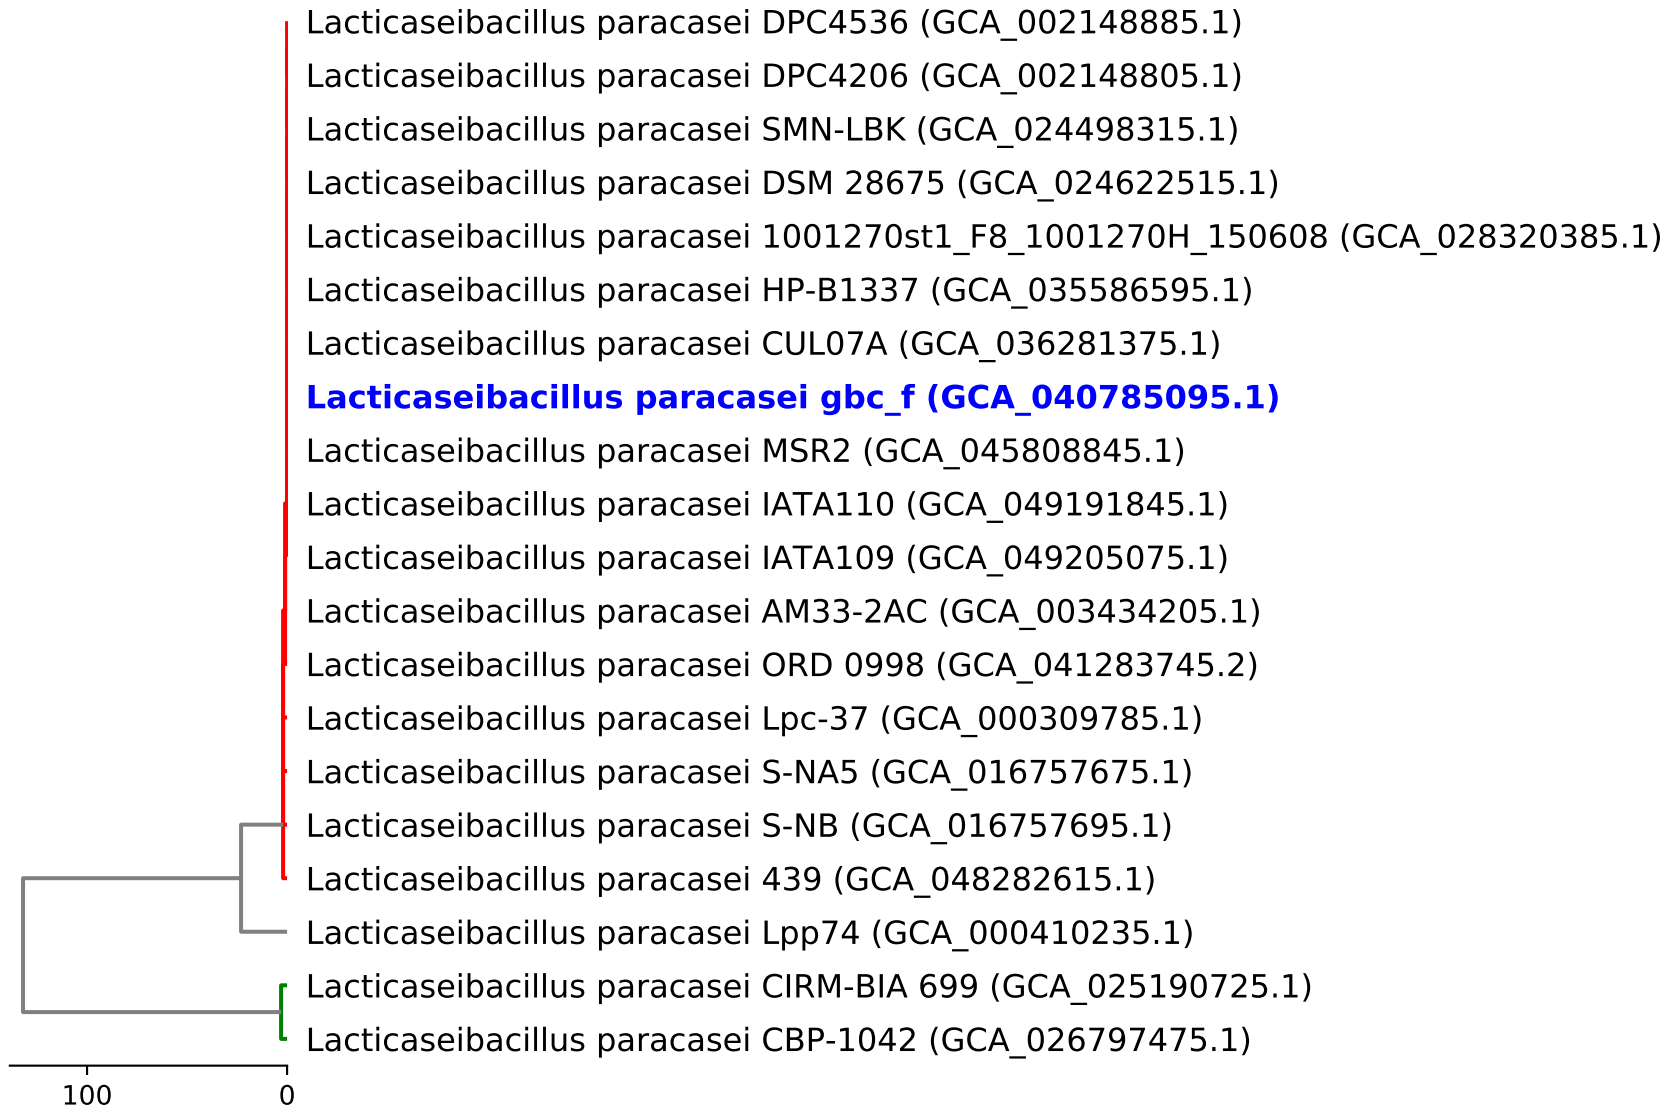 Lacticaseibacillus paracasei DPC4536 (GCA_002148885.1)
Lacticaseibacillus paracasei DPC4206 (GCA_002148805.1)
Lacticaseibacillus paracasei SMN-LBK (GCA_024498315.1)
Lacticaseibacillus paracasei DSM 28675 (GCA_024622515.1)
Lacticaseibacillus paracasei 1001270st1_F8_1001270H_150608 (GCA_028320385.1)
Lacticaseibacillus paracasei HP-B1337 (GCA_035586595.1)
Lacticaseibacillus paracasei CUL07A (GCA_036281375.1)
Lacticaseibacillus paracasei gbc_f (GCA_040785095.1)
Lacticaseibacillus paracasei MSR2 (GCA_045808845.1)
Lacticaseibacillus paracasei IATA110 (GCA_049191845.1)
Lacticaseibacillus paracasei IATA109 (GCA_049205075.1)
Lacticaseibacillus paracasei AM33-2AC (GCA_003434205.1)
Lacticaseibacillus paracasei ORD 0998 (GCA_041283745.2)
Lacticaseibacillus paracasei Lpc-37 (GCA_000309785.1)
Lacticaseibacillus paracasei S-NA5 (GCA_016757675.1)
Lacticaseibacillus paracasei S-NB (GCA_016757695.1)
Lacticaseibacillus paracasei 439 (GCA_048282615.1)
Lacticaseibacillus paracasei Lpp74 (GCA_000410235.1)
Lacticaseibacillus paracasei CIRM-BIA 699 (GCA_025190725.1)
Lacticaseibacillus paracasei CBP-1042 (GCA_026797475.1)
100 0